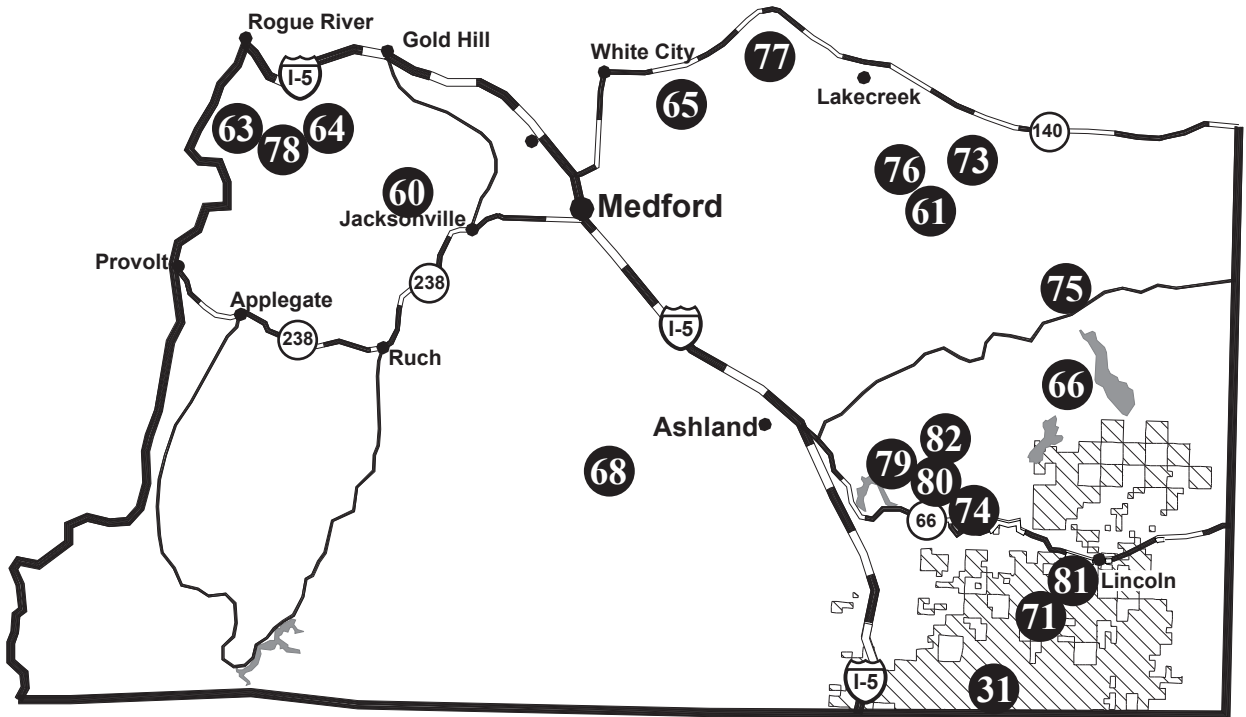 Rogue River
Gold Hill
I-5
White City
77
65
Lakecreek
140
63
78
64
76
73
61
60
Jacksonville
Medford
Provolt
238
75
Applegate
238
I-5
Ruch
66
Ashland
82
79
80
68
74
66
81
Lincoln
71
I-5
31